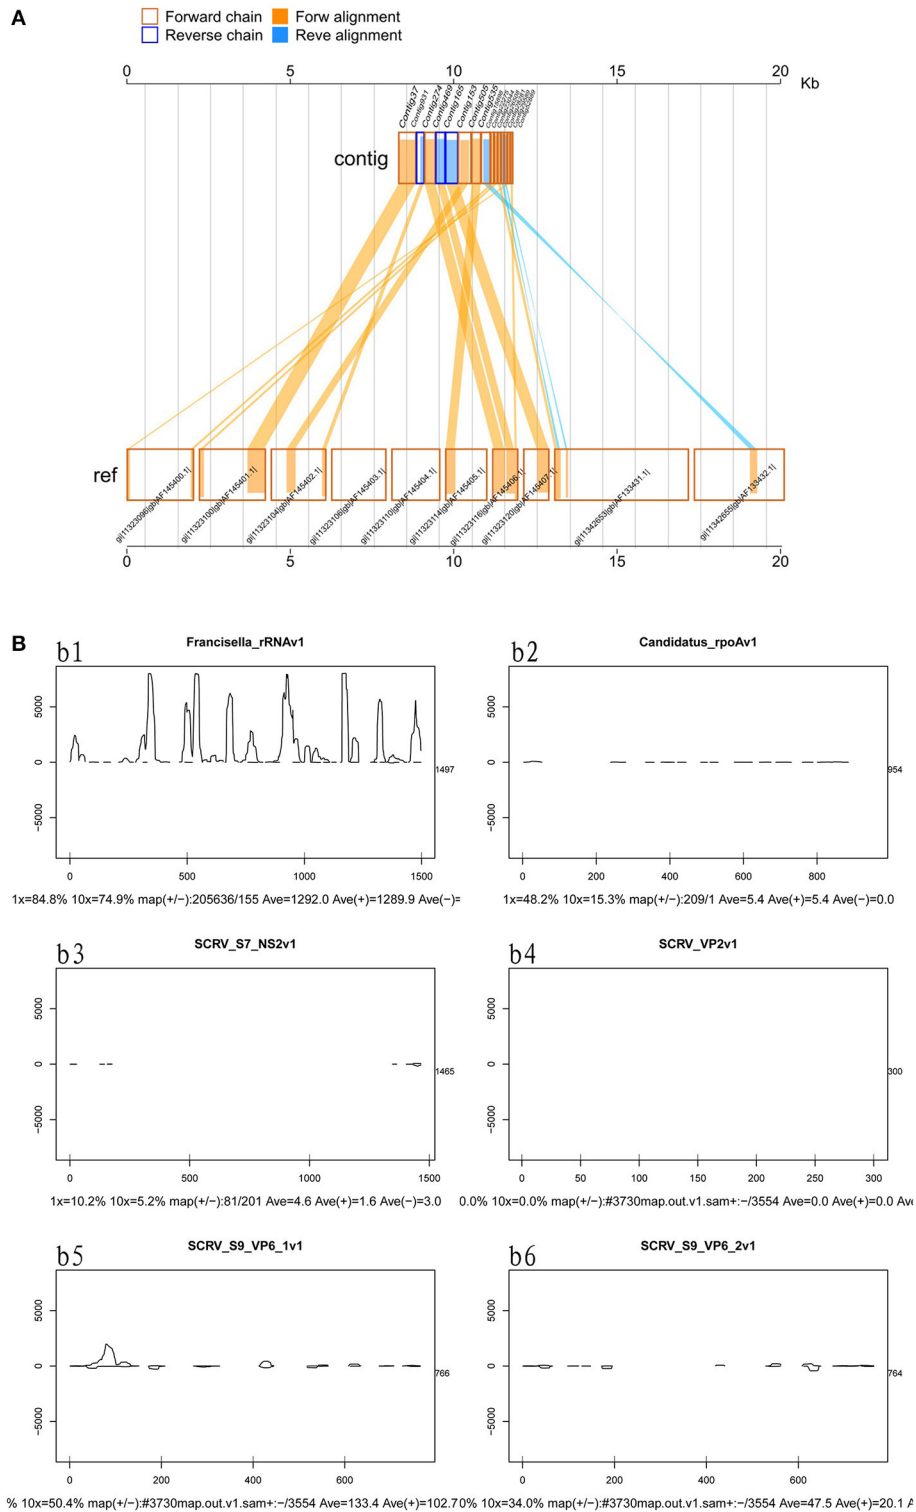 A
Forward chain Forw alignment
Reverse chain Reve alignment
0 5 10 15 20 Kb
Contig37 Contig931 Contig274 Contig469 Contig165 Contig153 Contig505 Contig535
contig
ref
gi|11323096|gb|AF145400.1| gi|11323100|gb|AF145401.1| gi|11323104|gb|AF145402.1| gi|11323106|gb|AF145403.1| gi|11323110|gb|AF145404.1| gi|11323114|gb|AF145405.1| gi|11323116|gb|AF145406.1| gi|11323120|gb|AF145407.1| gi|11342653|gb|AF133431.1| gi|11342655|gb|AF133432.1|
0 5 10 15 20
B
b1 Francisella_rRNAv1
5000
0
−5000
1497
0 500 1000 1500
1x=84.8% 10x=74.9% map(+/−):205636/155 Ave=1292.0 Ave(+)=1289.9 Ave(−)=
b2 Candidatus_rpoAv1
5000
0
−5000
954
0 200 400 600 800
1x=48.2% 10x=15.3% map(+/−):209/1 Ave=5.4 Ave(+)=5.4 Ave(−)=0.0
b3 SCRV_S7_NS2v1
5000
0
−5000
1465
0 500 1000 1500
1x=10.2% 10x=5.2% map(+/−):81/201 Ave=4.6 Ave(+)=1.6 Ave(−)=3.0
b4 SCRV_VP2v1
5000
0
−5000
300
0 50 100 150 200 250 300
0.0% 10x=0.0% map(+/−):#3730map.out.v1.sam+:−/3554 Ave=0.0 Ave(+)=0.0 Ave
b5 SCRV_S9_VP6_1v1
5000
0
−5000
766
0 200 400 600
% 10x=50.4% map(+/−):#3730map.out.v1.sam+:−/3554 Ave=133.4 Ave(+)=102.7
b6 SCRV_S9_VP6_2v1
5000
0
−5000
764
0 200 400 600
0% 10x=34.0% map(+/−):#3730map.out.v1.sam+:−/3554 Ave=47.5 Ave(+)=20.1